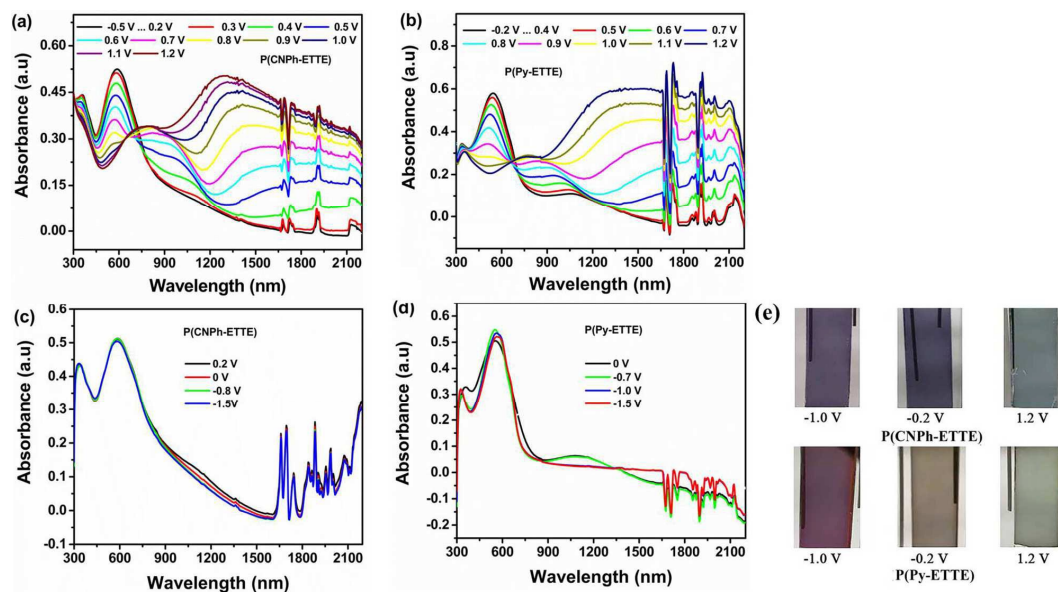 (a)
-0.5 V ... 0.2 V 0.3 V 0.4 V 0.5 V
0.6 V 0.7 V 0.8 V 0.9 V 1.0 V
1.1 V 1.2 V P(CNPh-ETTE)
0.60
0.45
0.30
0.15
0.00
Absorbance (a.u)
300 600 900 1200 1500 1800 2100
Wavelength (nm)
(b)
-0.2 V ... 0.4 V 0.5 V 0.6 V 0.7 V
0.8 V 0.9 V 1.0 V 1.1 V 1.2 V
P(Py-ETTE)
0.8
0.6
0.4
0.2
0.0
Absorbance (a.u)
300 600 900 1200 1500 1800 2100
Wavelength (nm)
(c)
P(CNPh-ETTE)
0.2 V
0 V
-0.8 V
-1.5V
0.6
0.5
0.4
0.3
0.2
0.1
0.0
-0.1
Absorbance (a.u)
300 600 900 1200 1500 1800 2100
Wavelength (nm)
(d)
P(Py-ETTE)
0 V
-0.7 V
-1.0 V
-1.5 V
0.6
0.5
0.4
0.3
0.2
0.1
0.0
-0.1
-0.2
Absorbance (a.u)
300 600 900 1200 1500 1800 2100
Wavelength (nm)
(e)
-1.0 V -0.2 V 1.2 V
P(CNPh-ETTE)
-1.0 V -0.2 V 1.2 V
P(Py-ETTE)